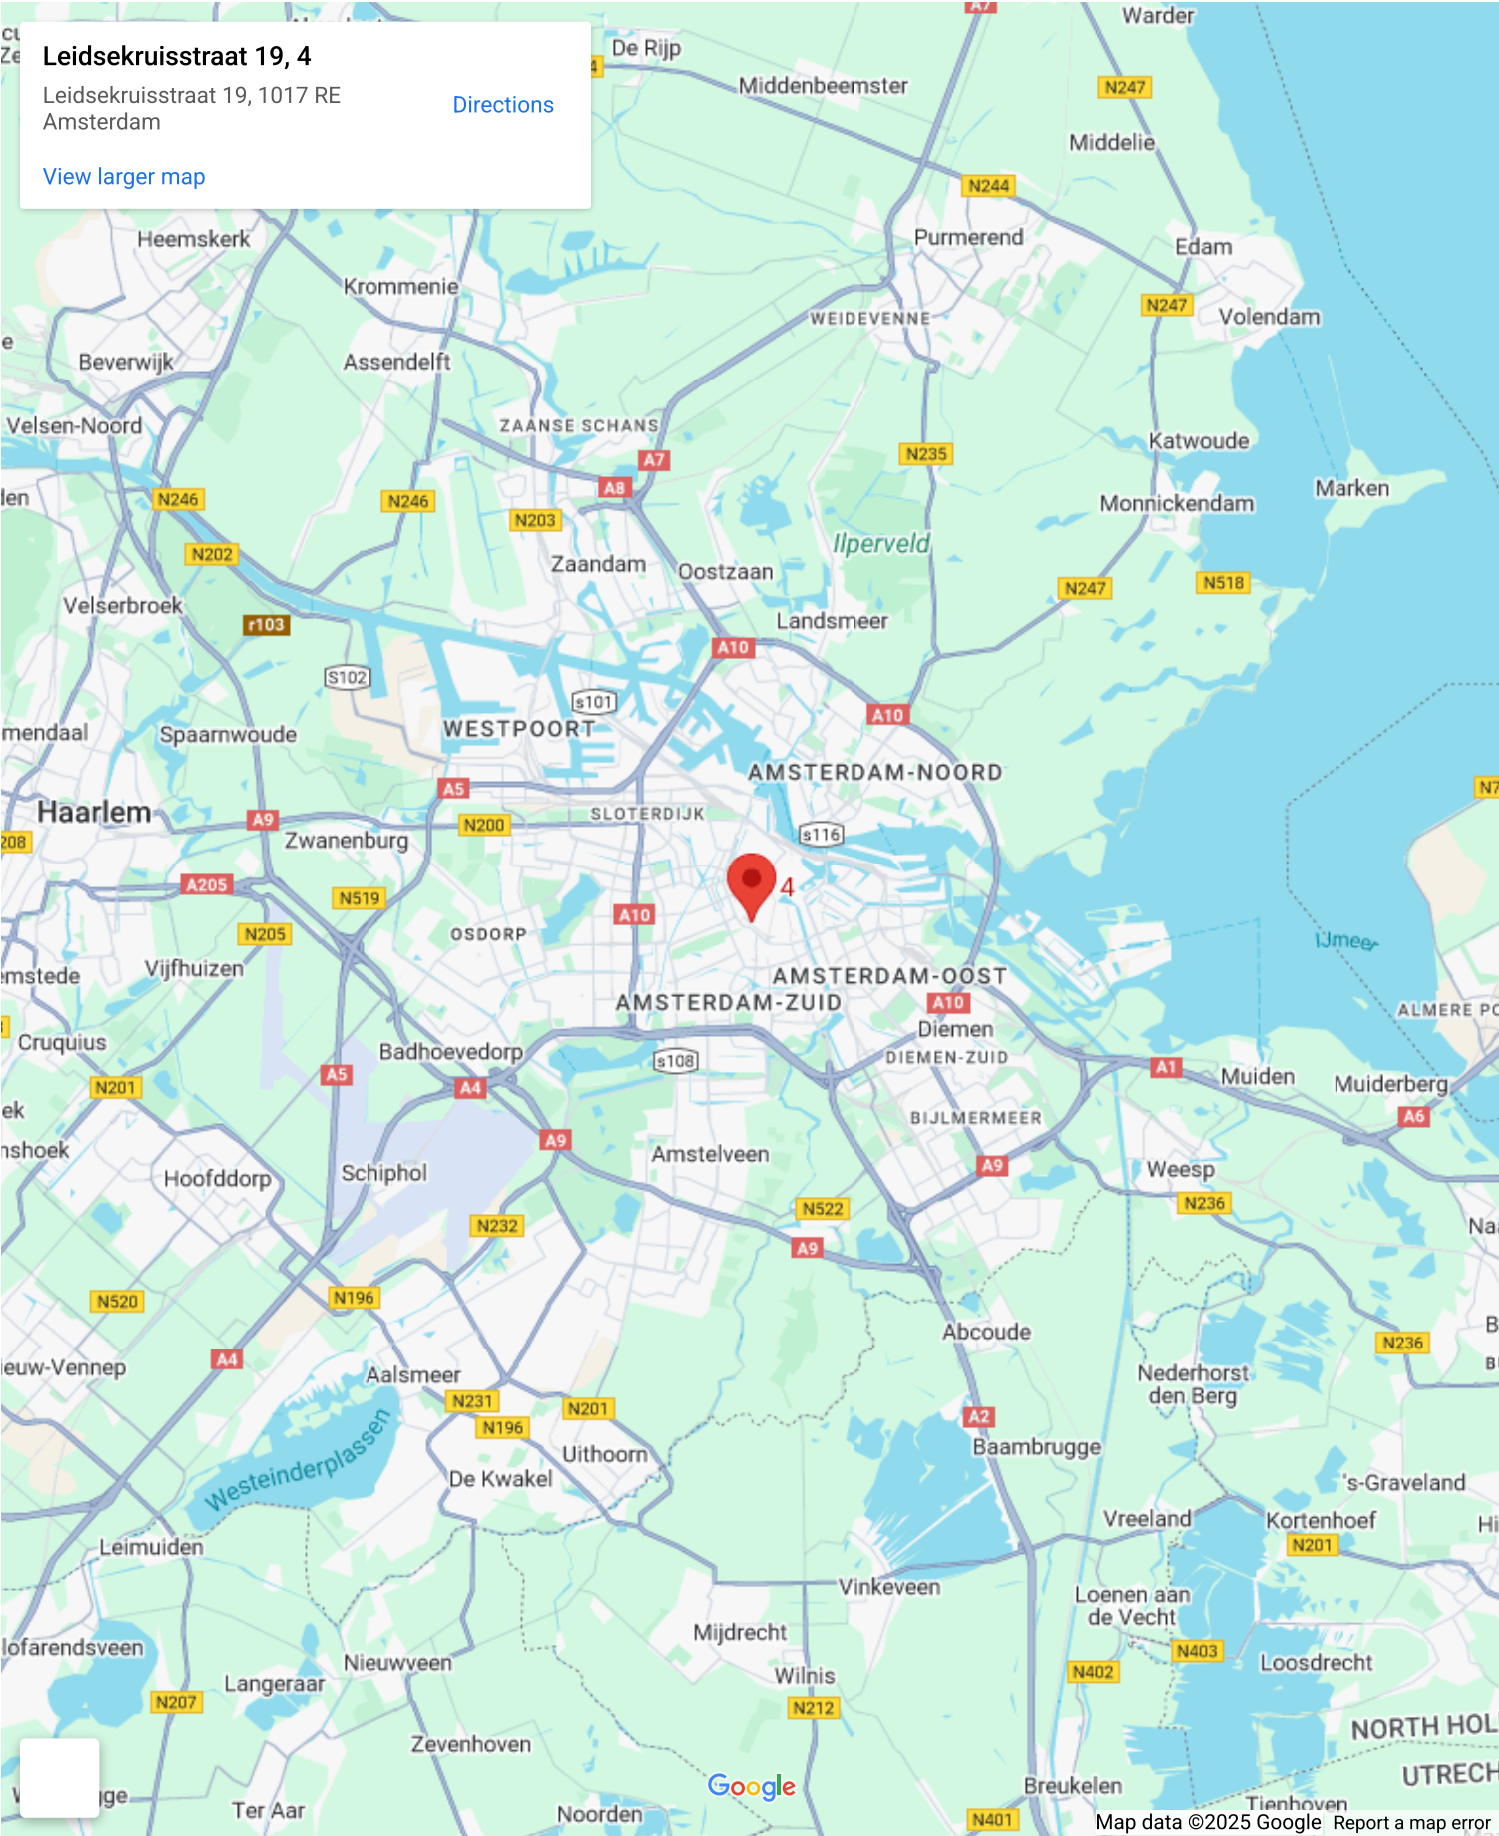 Leidsekruisstraat 19, 4
Leidsekruisstraat 19, 1017 RE
Amsterdam
Directions
View larger map
A7
Warder
De Rijp
Middenbeemster
N247
Middelie
N244
Heemskerk
Purmerend
Edam
Krommenie
N247
WEIDEVENNE
Volendam
Beverwijk
Assendelft
Velsen-Noord
ZAANSE SCHANS
Katwoude
N235
A7
A8
Marken
N246
N246
Monnickendam
N203
Ilperveld
N202
Zaandam
Oostzaan
N247
N518
Velserbroek
r103
Landsmeer
A10
S102
s101
A10
Spaarnwoude
WESTPOORT
AMSTERDAM-NOORD
A5
Haarlem
A9
N200
SLOTERDIJK
s116
Zwanenburg
A205
4
N519
A10
N205
OSDORP
IJmeer
Vijfhuizen
AMSTERDAM-OOST
AMSTERDAM-ZUID
A10
Diemen
Cruquius
Badhoevedorp
s108
DIEMEN-ZUID
A5
A4
A1
Muiden
Muiderberg
N201
BIJLMERMEER
A6
A9
Amstelveen
A9
Weesp
Hoofddorp
Schiphol
N522
N236
N232
A9
N520
N196
Abcoude
N236
A4
Aalsmeer
Nederhorst
den Berg
N231
N201
A2
N196
Baambrugge
Uithoorn
Westeinderplassen
De Kwakel
's-Graveland
Vreeland
Kortenhoef
Leimuiden
N201
Vinkeveen
Loenen aan
de Vecht
Mijdrecht
N403
Nieuwveen
Loosdrecht
Langeraar
Wilnis
N402
N207
N212
NORTH HOL
Zevenhoven
UTRECH
Google
Breukelen
Ter Aar
Noorden
Tienhoven
N401
Map data ©2025 Google
Report a map error